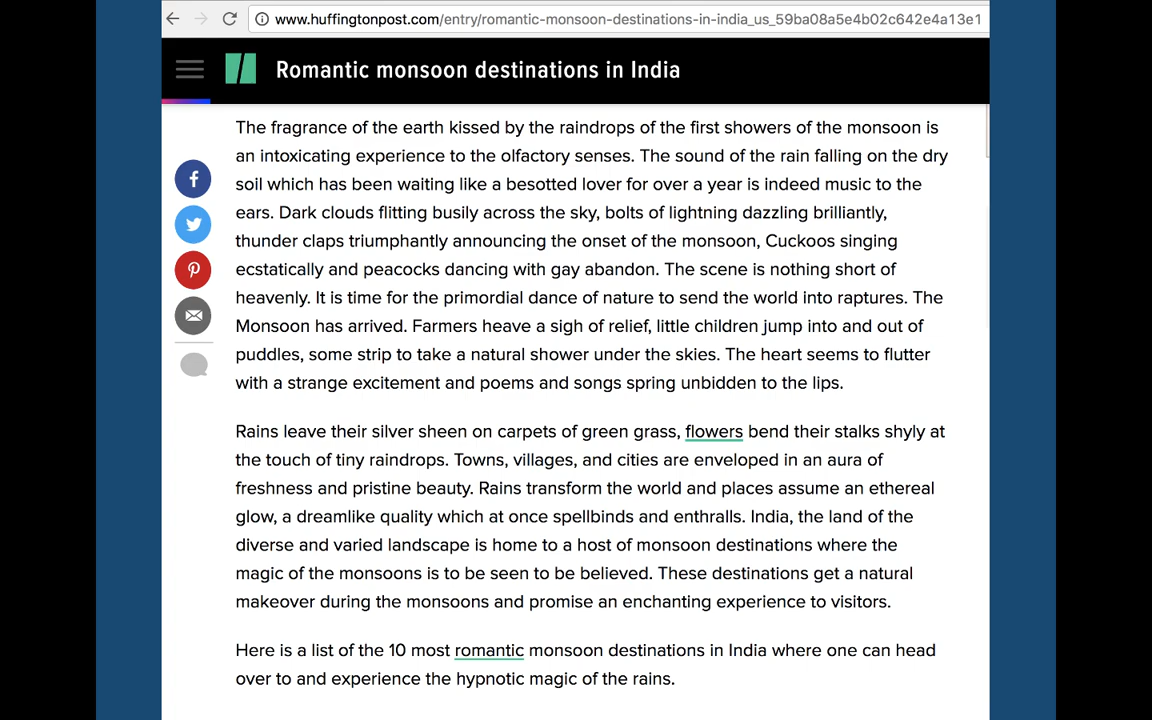 www.huffingtonpost.com/entry/romantic-monsoon-destinations-in-india_us_59ba08a5e4b02c642e4a13e1
Romantic monsoon destinations in India
The fragrance of the earth kissed by the raindrops of the first showers of the monsoon is
an intoxicating experience to the olfactory senses. The sound of the rain falling on the dry
soil which has been waiting like a besotted lover for over a year is indeed music to the
ears. Dark clouds flitting busily across the sky, bolts of lightning dazzling brilliantly,
thunder claps triumphantly announcing the onset of the monsoon, Cuckoos singing
ecstatically and peacocks dancing with gay abandon. The scene is nothing short of
heavenly. It is time for the primordial dance of nature to send the world into raptures. The
Monsoon has arrived. Farmers heave a sigh of relief, little children jump into and out of
puddles, some strip to take a natural shower under the skies. The heart seems to flutter
with a strange excitement and poems and songs spring unbidden to the lips.
Rains leave their silver sheen on carpets of green grass, flowers bend their stalks shyly at
the touch of tiny raindrops. Towns, villages, and cities are enveloped in an aura of
freshness and pristine beauty. Rains transform the world and places assume an ethereal
glow, a dreamlike quality which at once spellbinds and enthralls. India, the land of the
diverse and varied landscape is home to a host of monsoon destinations where the
magic of the monsoons is to be seen to be believed. These destinations get a natural
makeover during the monsoons and promise an enchanting experience to visitors.
Here is a list of the 10 most romantic monsoon destinations in India where one can head
over to and experience the hypnotic magic of the rains.